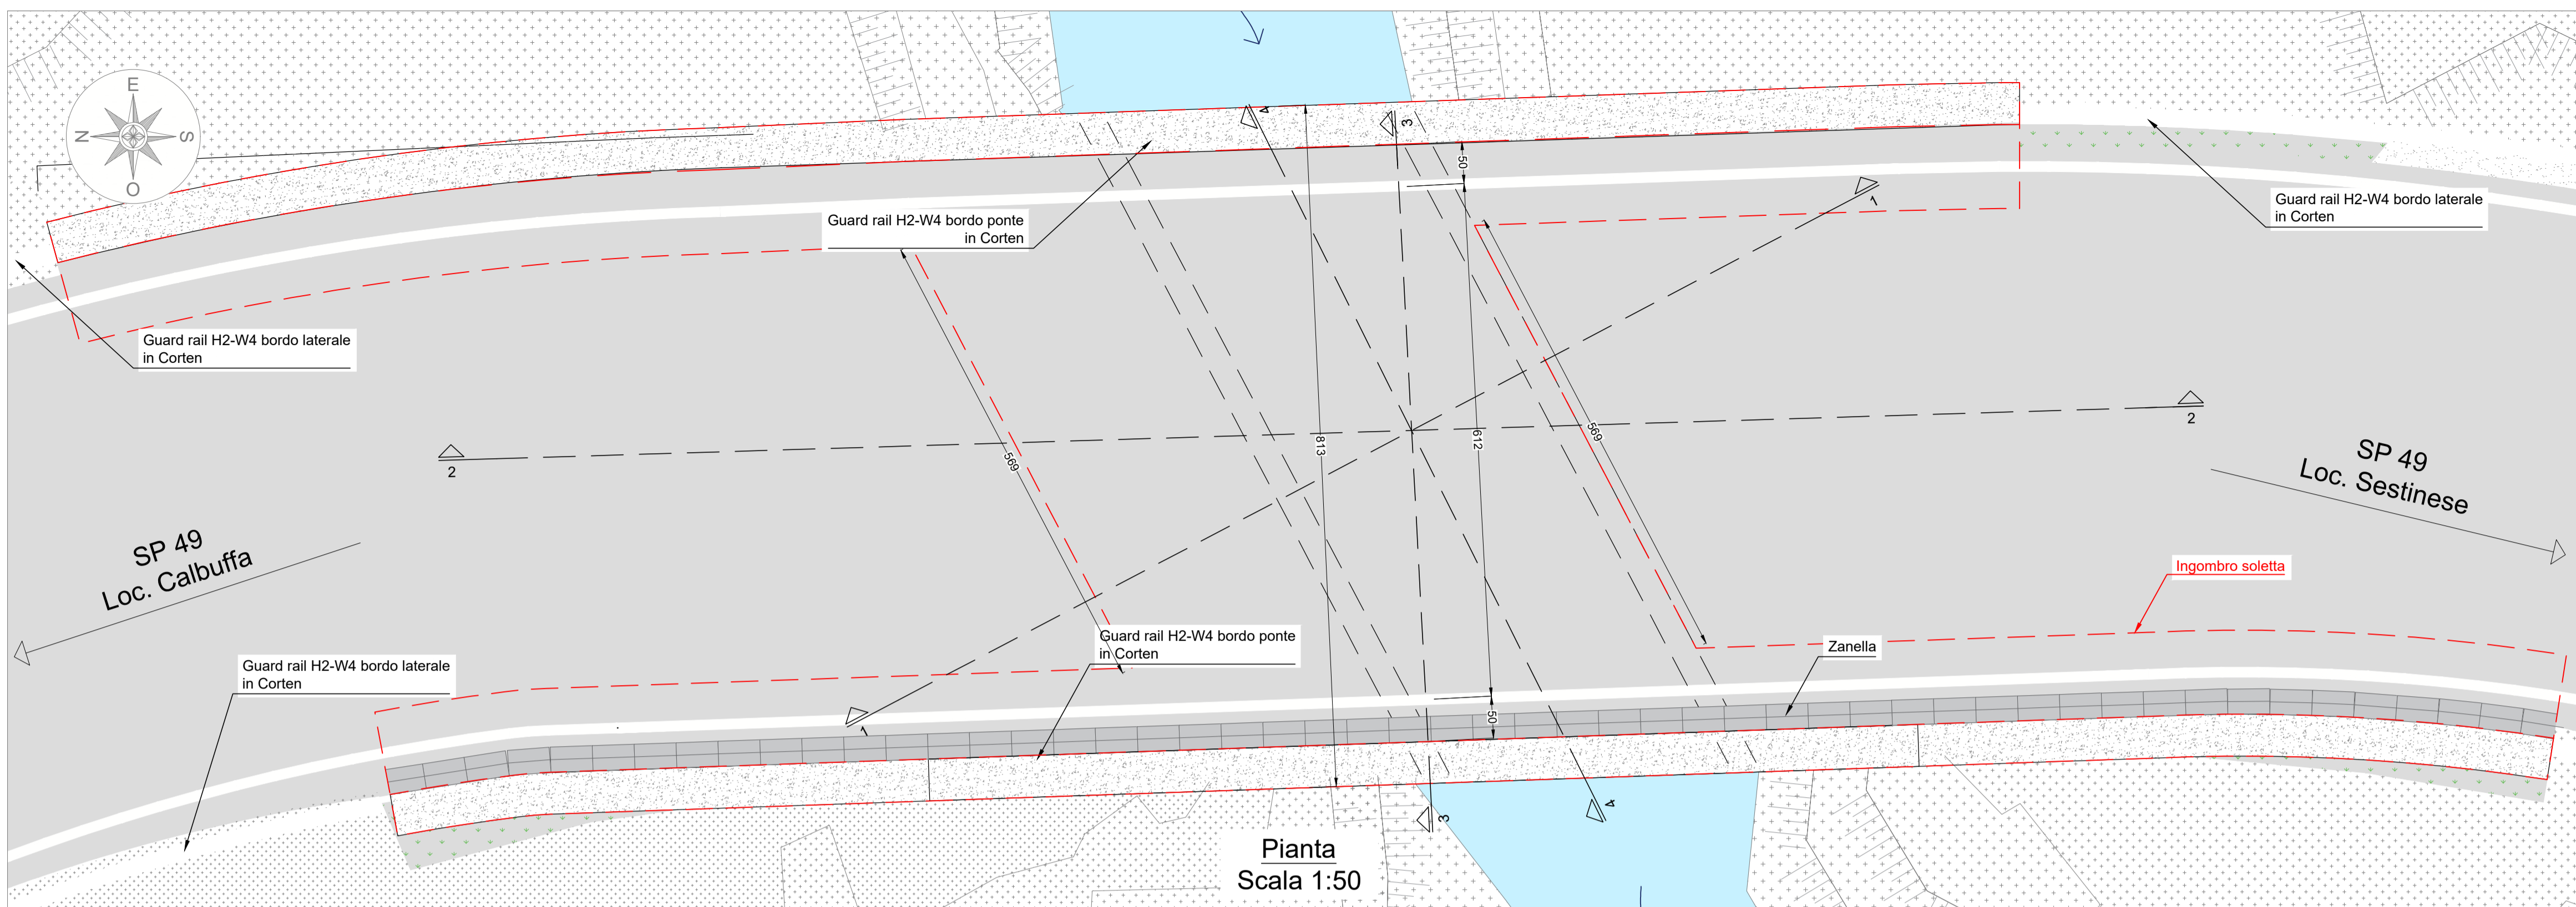 E
N
S
O
4
3
50
1
Guard rail H2-W4 bordo ponte
in Corten
Guard rail H2-W4 bordo laterale
in Corten
Guard rail H2-W4 bordo laterale
in Corten
2
2
569
813
612
569
SP 49
Loc. Calbuffa
SP 49
Loc. Sestinese
Ingombro soletta
Guard rail H2-W4 bordo ponte
in Corten
Zanella
Guard rail H2-W4 bordo laterale
in Corten
1
50
3
4
Pianta
Scala 1:50